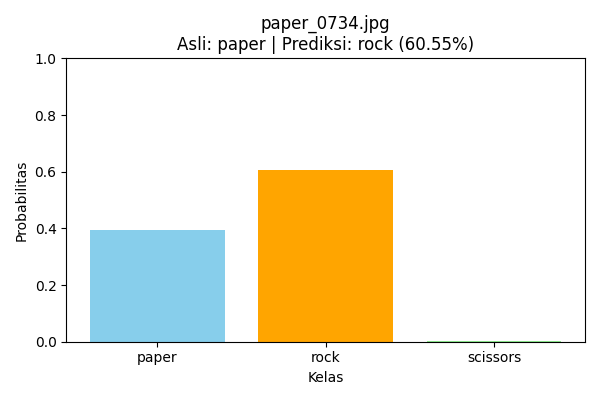 paper_0734.jpg
Asli: paper | Prediksi: rock (60.55%)
1.0
0.8
0.6
0.4
0.2
0.0
Probabilitas
paper rock scissors
Kelas